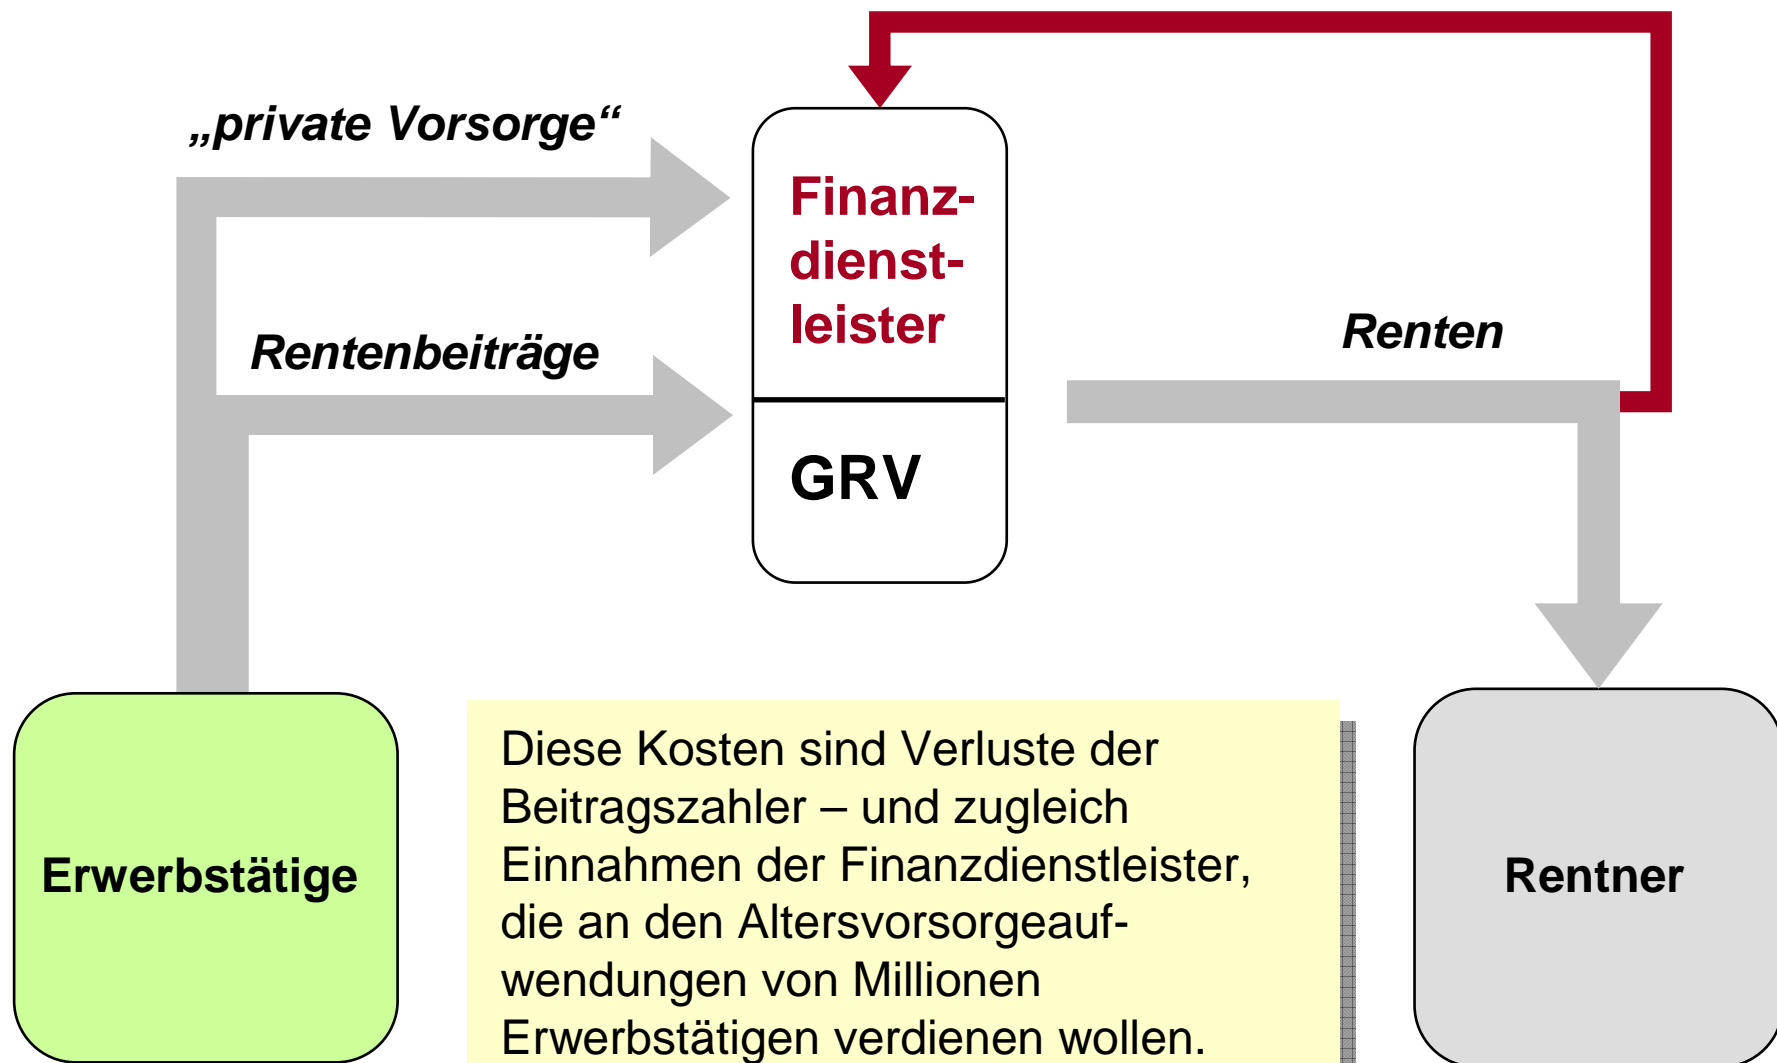 „private Vorsorge“
Finanz-
dienst-
leister
Renten
Rentenbeiträge
GRV
Erwerbstätige
Diese Kosten sind Verluste der
Beitragszahler – und zugleich
Einnahmen der Finanzdienstleister,
die an den Altersvorsorgeauf-
wendungen von Millionen
Erwerbstätigen verdienen wollen.
Rentner